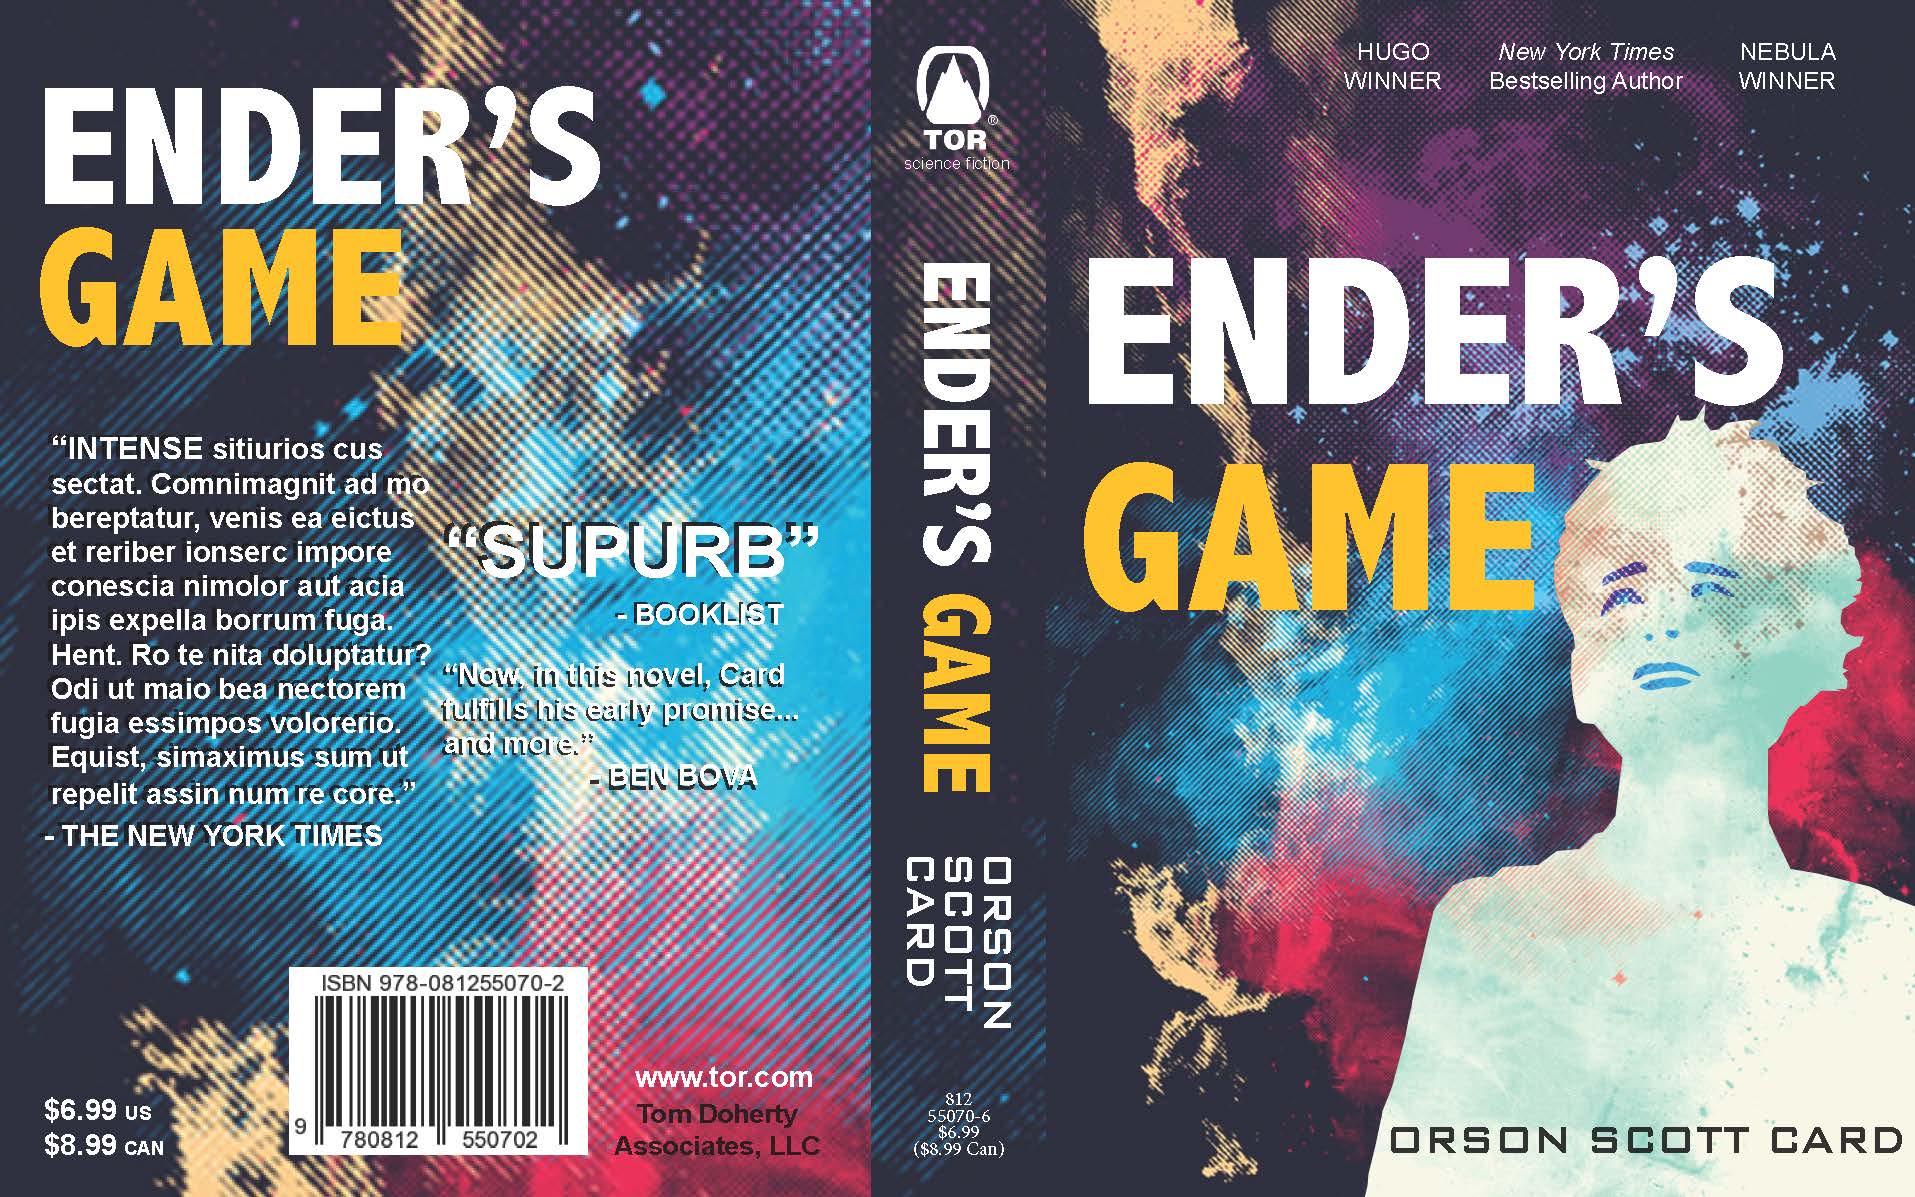 ENDER'S
GAME
“INTENSE sitiurios cus
sectat. Comnimagnit ad mo
bereptatur, venis ea eictus
et reriber ionserc impore
conescia nimolor aut acia
ipis expella borrum fuga.
Hent. Ro te nita doluptatur?
Odi ut maio bea nectorem
fugia essimpos volorerio.
Equist, simaximus sum ut
repelit assin num re core.”
- THE NEW YORK TIMES
“SUPURB”
- BOOKLIST
“Now, in this novel, Card
fulfills his early promise...
and more.”
- BEN BOVA
ISBN 978-081255070-2
9 780812 550702
$6.99 US
$8.99 CAN
www.tor.com
Tom Doherty
Associates, LLC
TOR®
science fiction
ENDER'S GAME
ORSON
SCOTT
CARD
812
55070-6
$6.99
($8.99 Can)
HUGO
WINNER
New York Times
Bestselling Author
NEBULA
WINNER
ENDER'S
GAME
ORSON SCOTT CARD